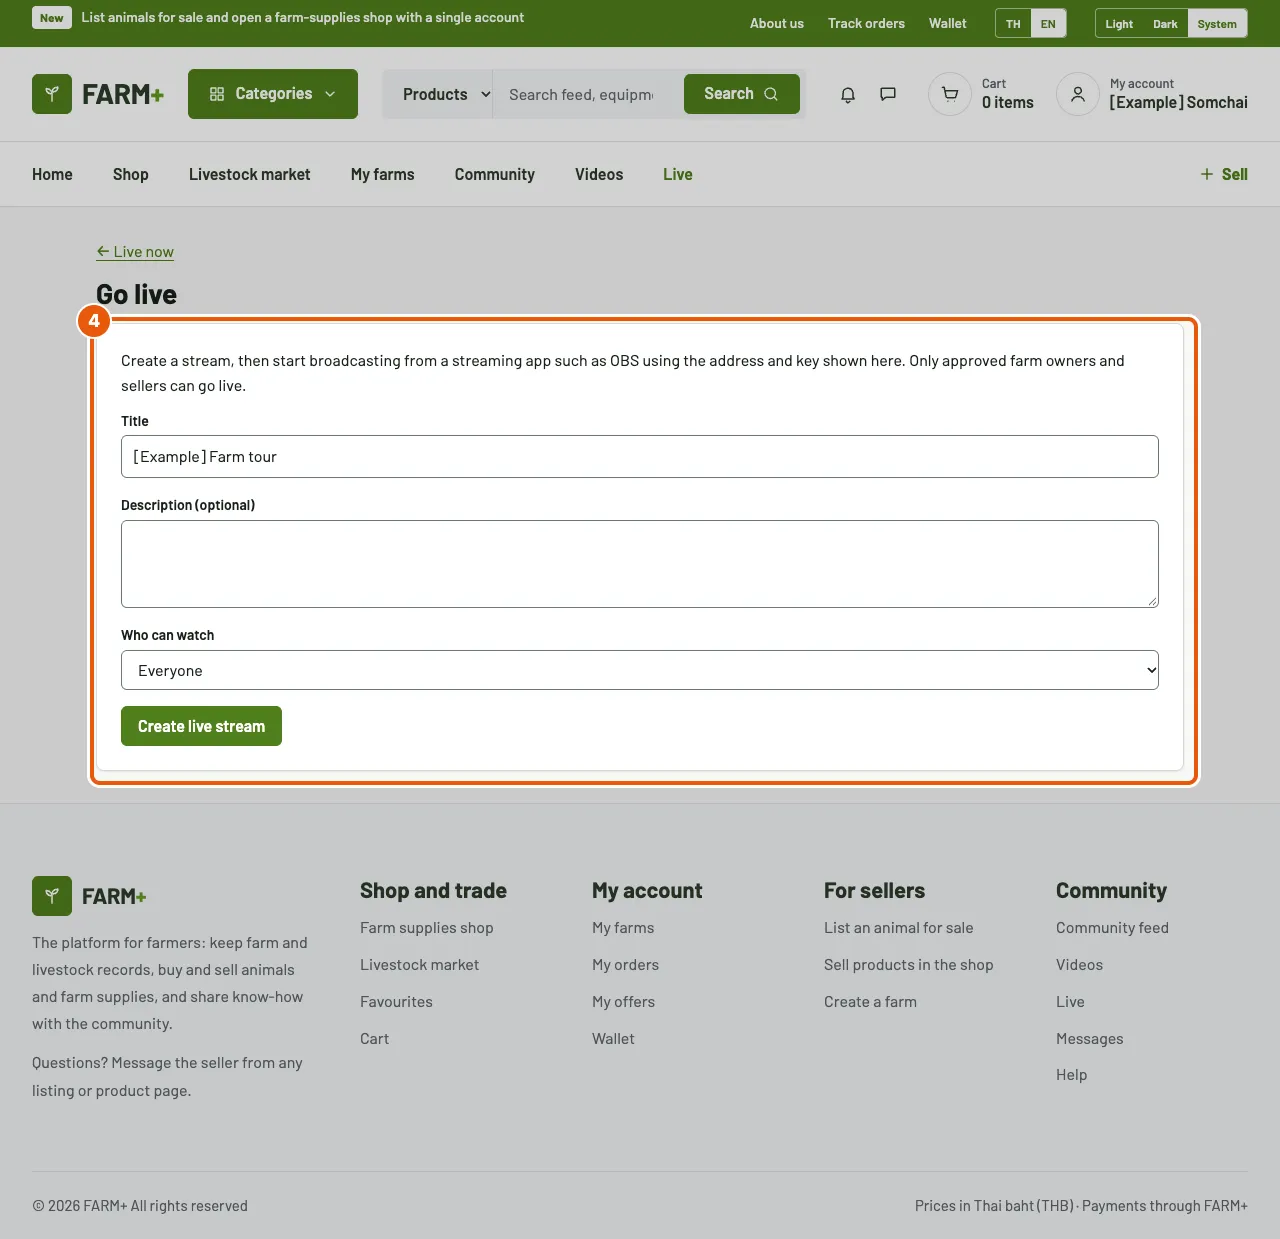 New List animals for sale and open a farm-supplies shop with a single account
About us Track orders Wallet TH EN Light Dark System
FARM+ Categories Products Search feed, equipm Search
Cart
0 items
My account
[Example] Somchai
Home Shop Livestock market My farms Community Videos Live + Sell
← Live now
Go live
4
Create a stream, then start broadcasting from a streaming app such as OBS using the address and key shown here. Only approved farm owners and
sellers can go live.
Title
[Example] Farm tour
Description (optional)
Who can watch
Everyone
Create live stream
FARM+
The platform for farmers: keep farm and
livestock records, buy and sell animals
and farm supplies, and share know-how
with the community.
Questions? Message the seller from any
listing or product page.
Shop and trade
Farm supplies shop
Livestock market
Favourites
Cart
My account
My farms
My orders
My offers
Wallet
For sellers
List an animal for sale
Sell products in the shop
Create a farm
Community
Community feed
Videos
Live
Messages
Help
© 2026 FARM+ All rights reserved
Prices in Thai baht (THB) · Payments through FARM+